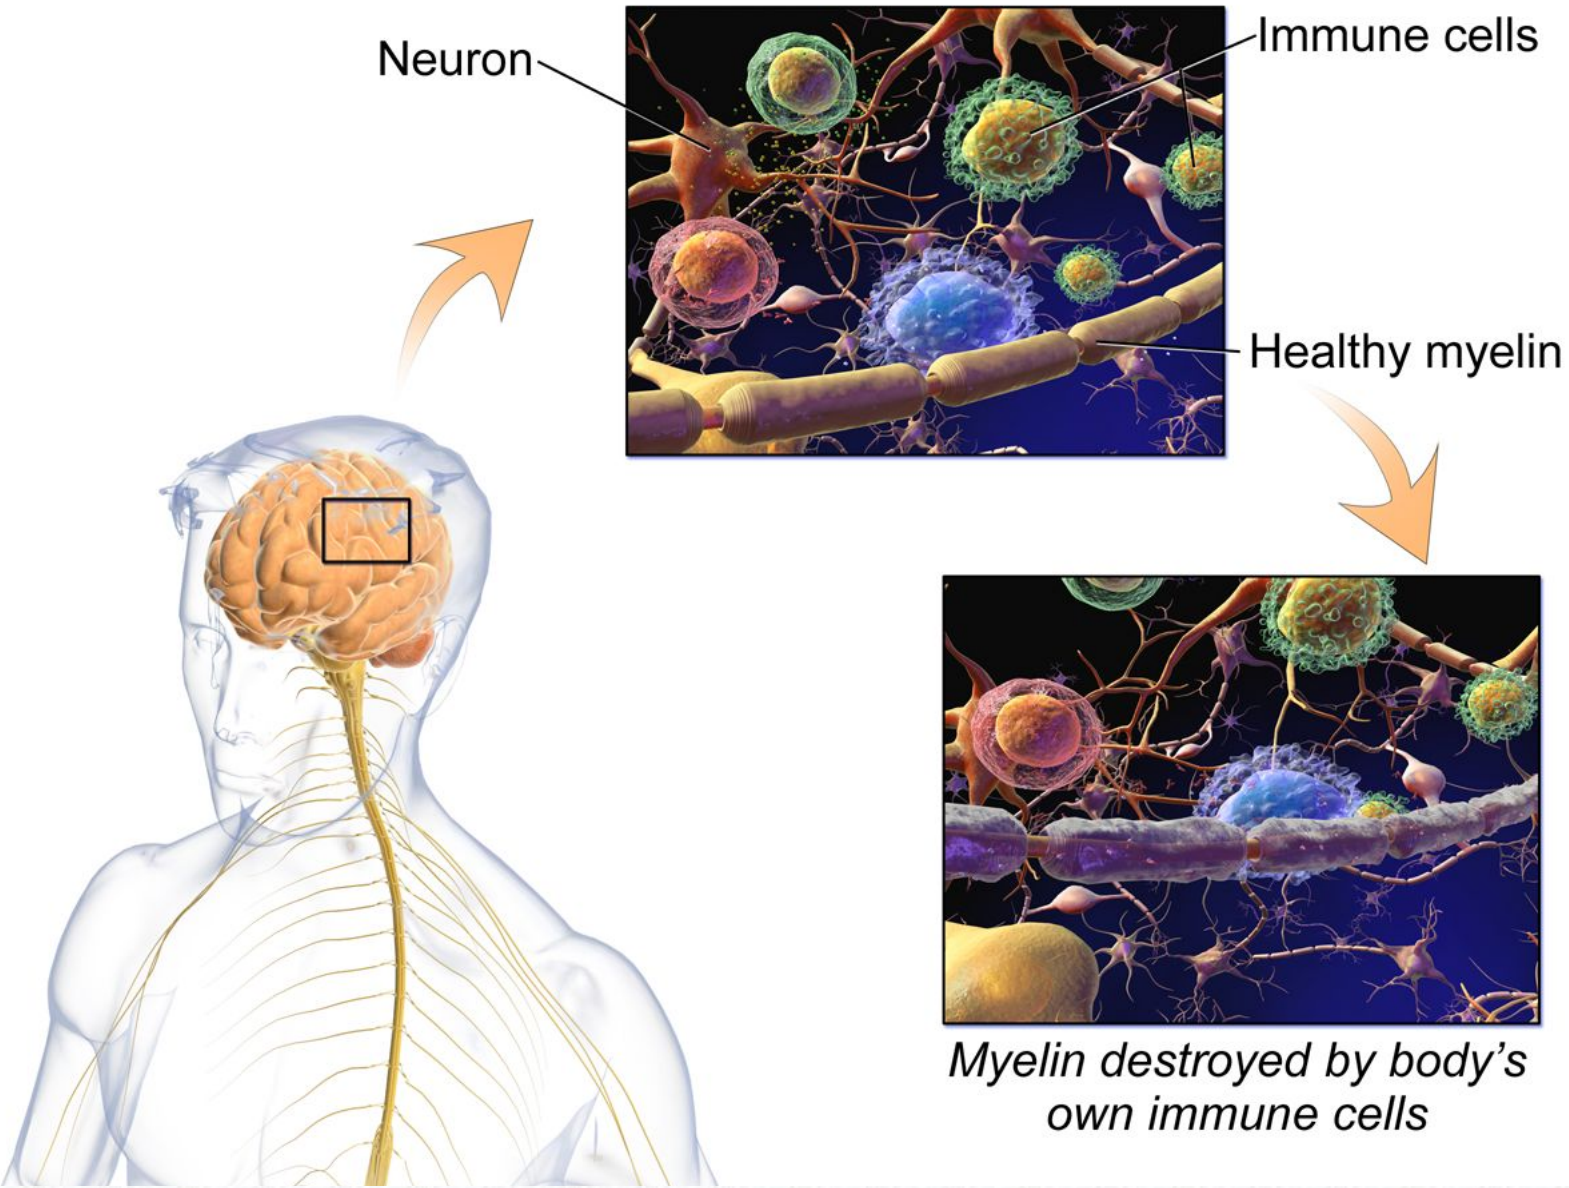 Neuron
Immune cells
Healthy myelin
Myelin destroyed by body’s
own immune cells